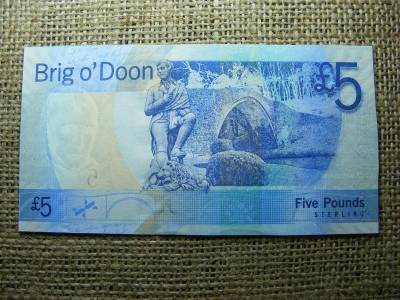 Brig o'Doon
£5
£5
Five Pounds
STERLING